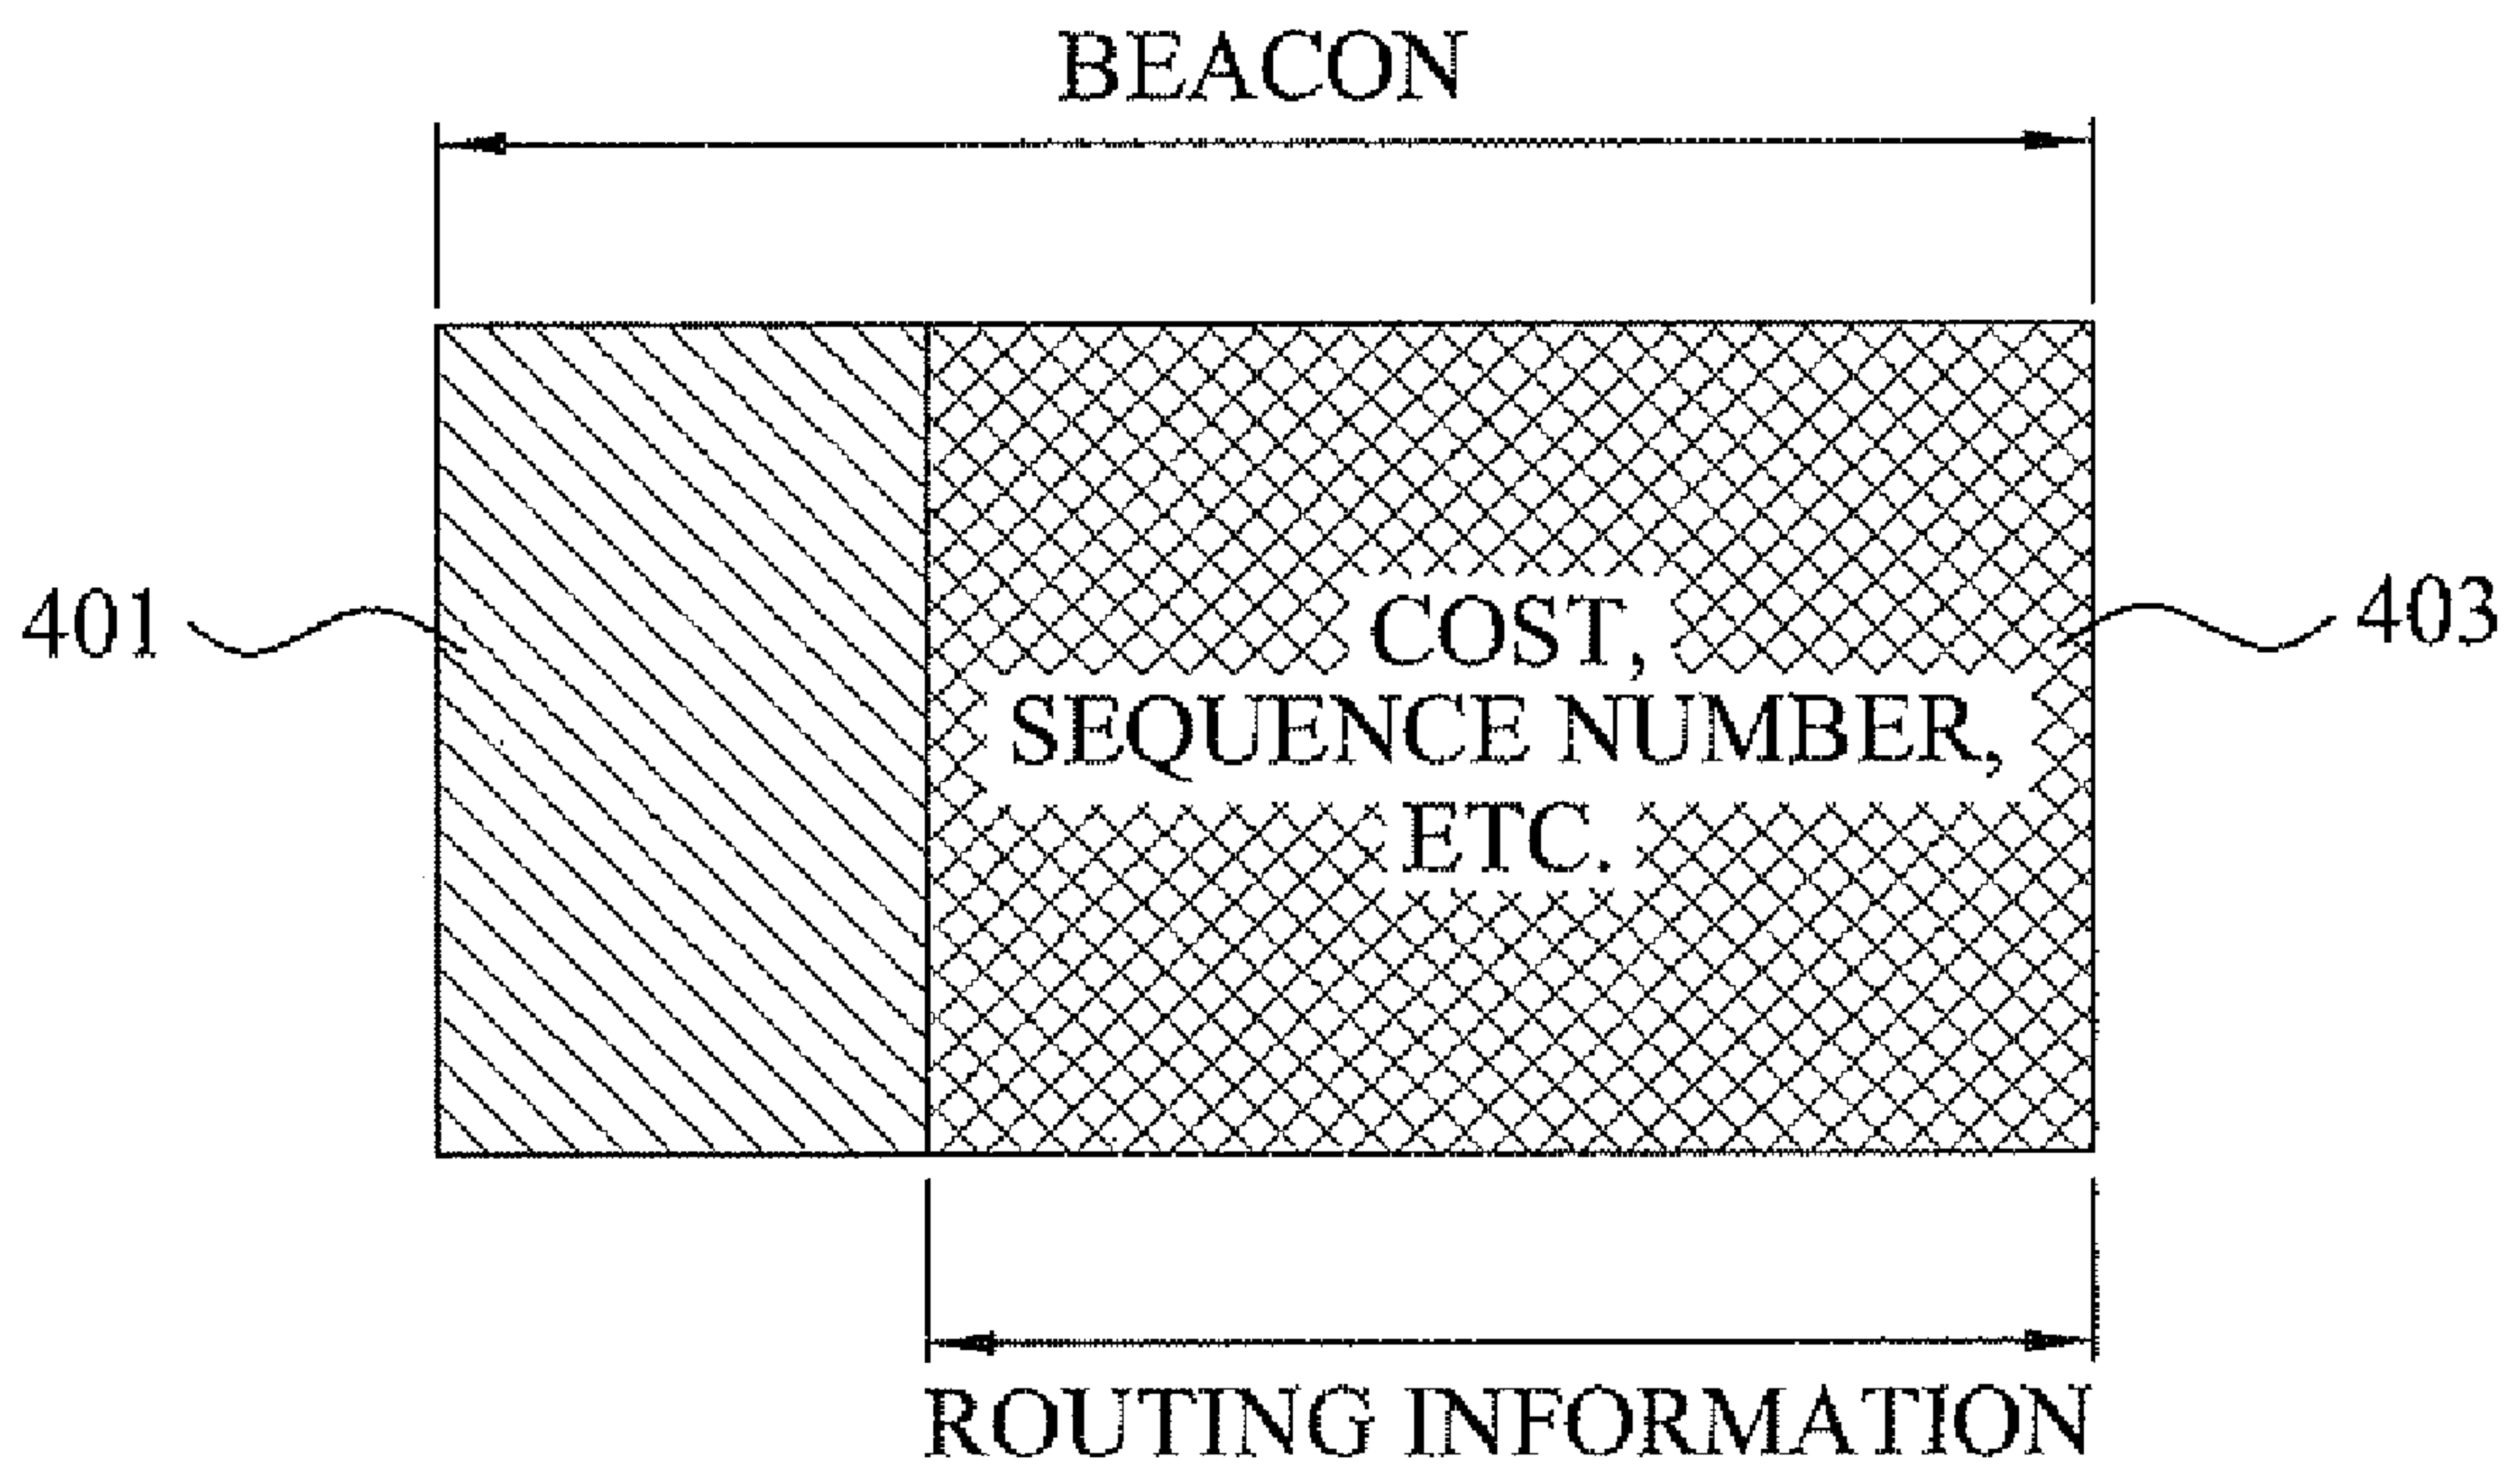 BEACON
401
403
COST,
SEQUENCE NUMBER,
ETC.
ROUTING INFORMATION